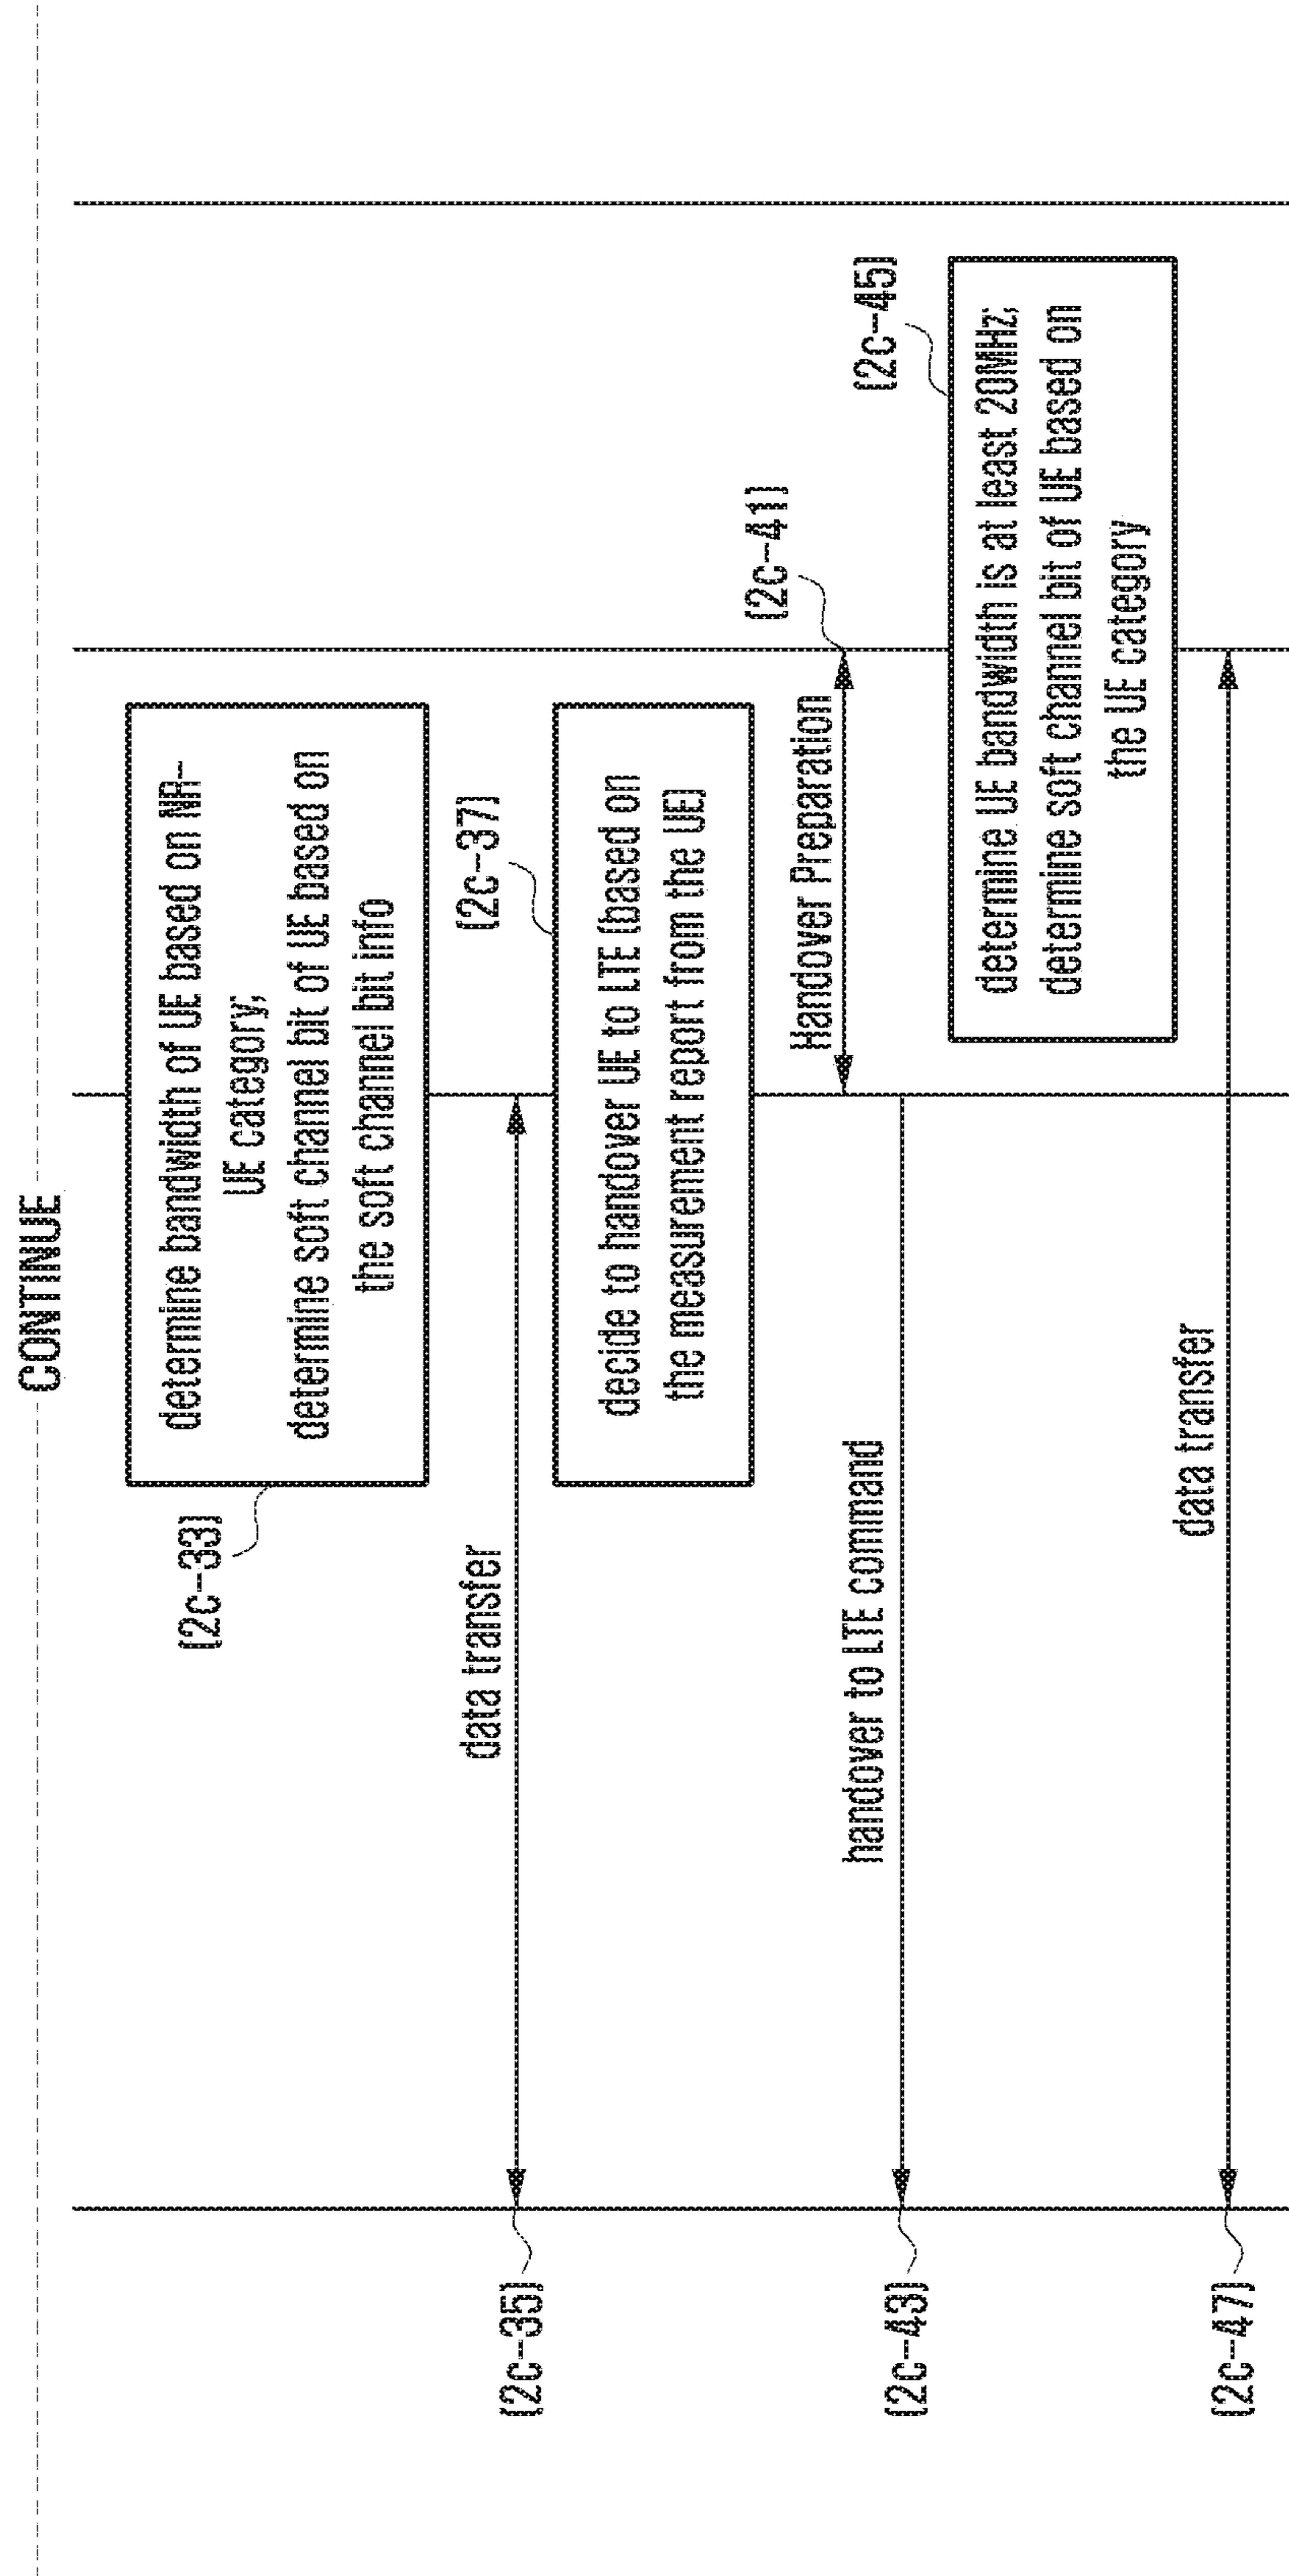 CONTINUE
(2c-33)
determine bandwidth of UE based on NR-
UE category;
determine soft channel bit of UE based on
the soft channel bit info
(2c-35)
data transfer
(2c-37)
decide to handover UE to LTE (based on
the measurement report from the UE)
Handover Preparation
(2c-41)
(2c-43)
handover to LTE command
(2c-45)
determine UE bandwidth is at least 20MHz;
determine soft channel bit of UE based on
the UE category
(2c-47)
data transfer